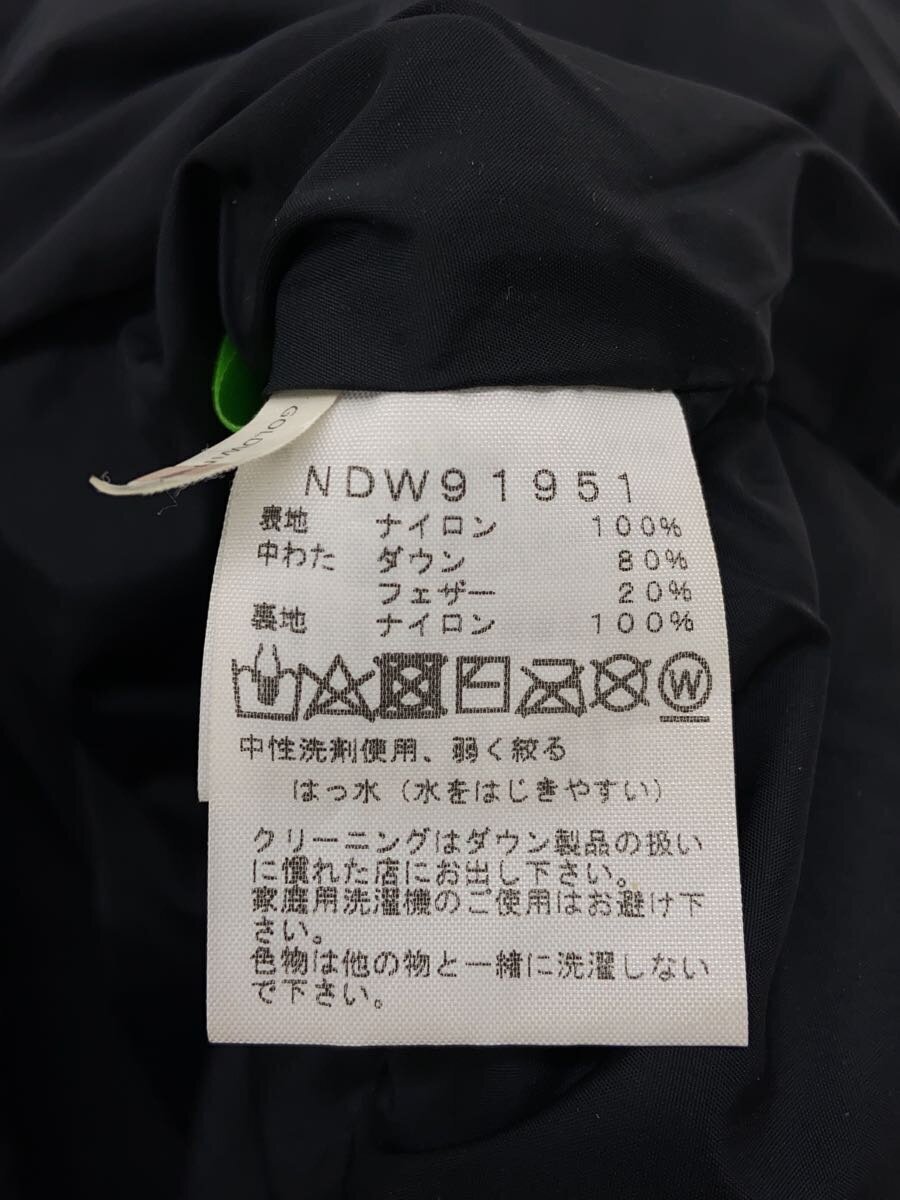 GOLDWIN
NDW91951
表地 ナイロン 100%
中わた ダウン 80%
フェザー 20%
裏地 ナイロン 100%
W
中性洗剤使用、弱く絞る
はっ水（水をはじきやすい）
クリーニングはダウン製品の扱い
に慣れた店にお出し下さい。
家庭用洗濯機のご使用はお避け下
さい。
色物は他の物と一緒に洗濯しない
で下さい。